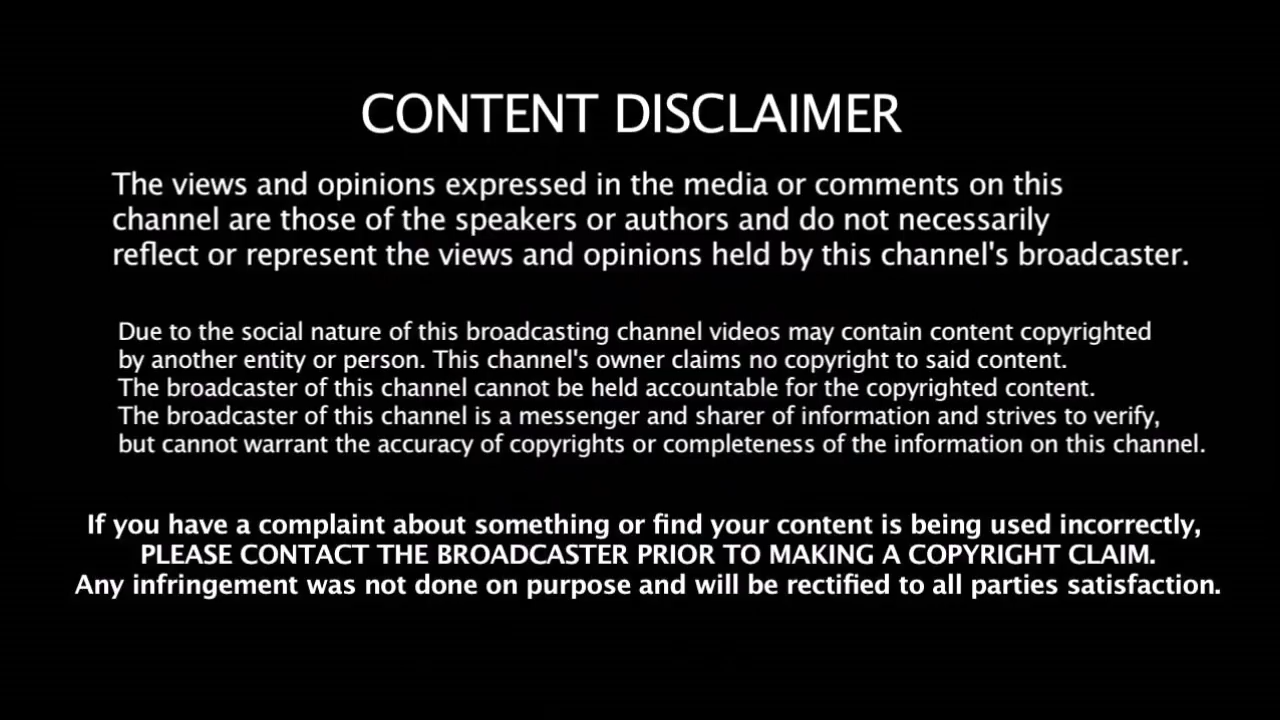 CONTENT DISCLAIMER
The views and opinions expressed in the media or comments on this
channel are those of the speakers or authors and do not necessarily
reflect or represent the views and opinions held by this channel's broadcaster.
Due to the social nature of this broadcasting channel videos may contain content copyrighted
by another entity or person. This channel's owner claims no copyright to said content.
The broadcaster of this channel cannot be held accountable for the copyrighted content.
The broadcaster of this channel is a messenger and sharer of information and strives to verify,
but cannot warrant the accuracy of copyrights or completeness of the information on this channel.
If you have a complaint about something or find your content is being used incorrectly,
PLEASE CONTACT THE BROADCASTER PRIOR TO MAKING A COPYRIGHT CLAIM.
Any infringement was not done on purpose and will be rectified to all parties satisfaction.